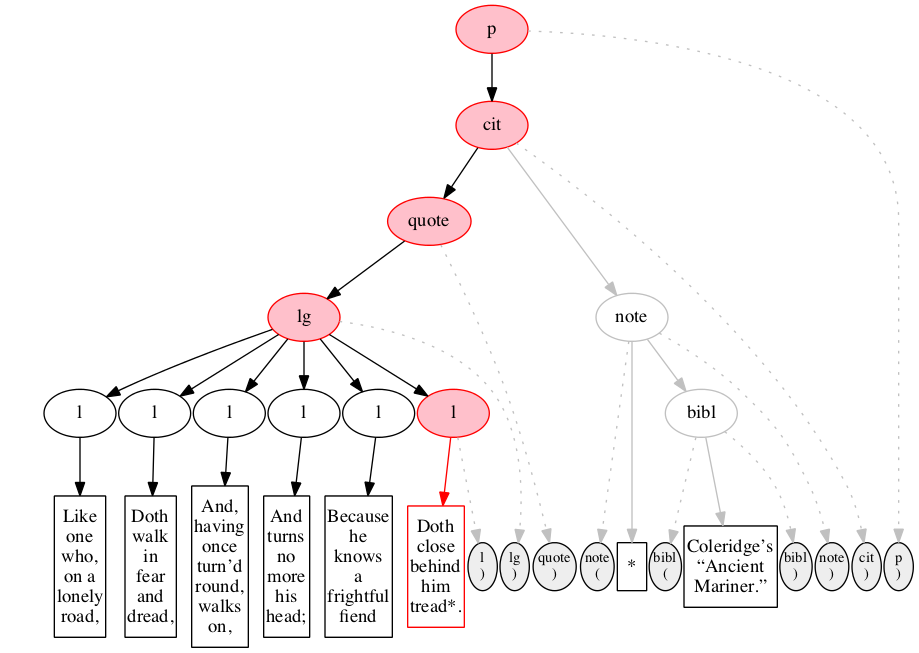 p
cit
quote
lg
note
l
l
l
l
l
l
bibl
Like
one
who,
on a
lonely
road,
Doth
walk
in
fear
and
dread,
And,
having
once
turn’d
round,
walks
on,
And
turns
no
more
his
head;
Because
he
knows
a
frightful
fiend
Doth
close
behind
him
tread*.
l
)
lg
)
quote
)
note
(
*
bibl
(
Coleridge’s
“Ancient
Mariner.”
bibl
)
note
)
cit
)
p
)